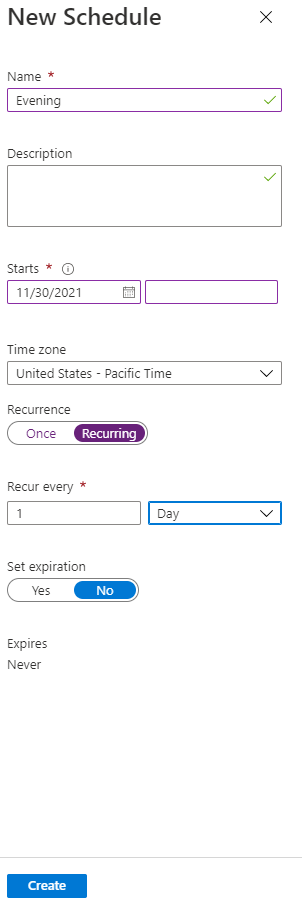 New Schedule
Name *
Evening
Description
Starts *
11/30/2021
Time zone
United States - Pacific Time
Recurrence
Once Recurring
Recur every *
1 Day
Set expiration
Yes No
Expires
Never
Create